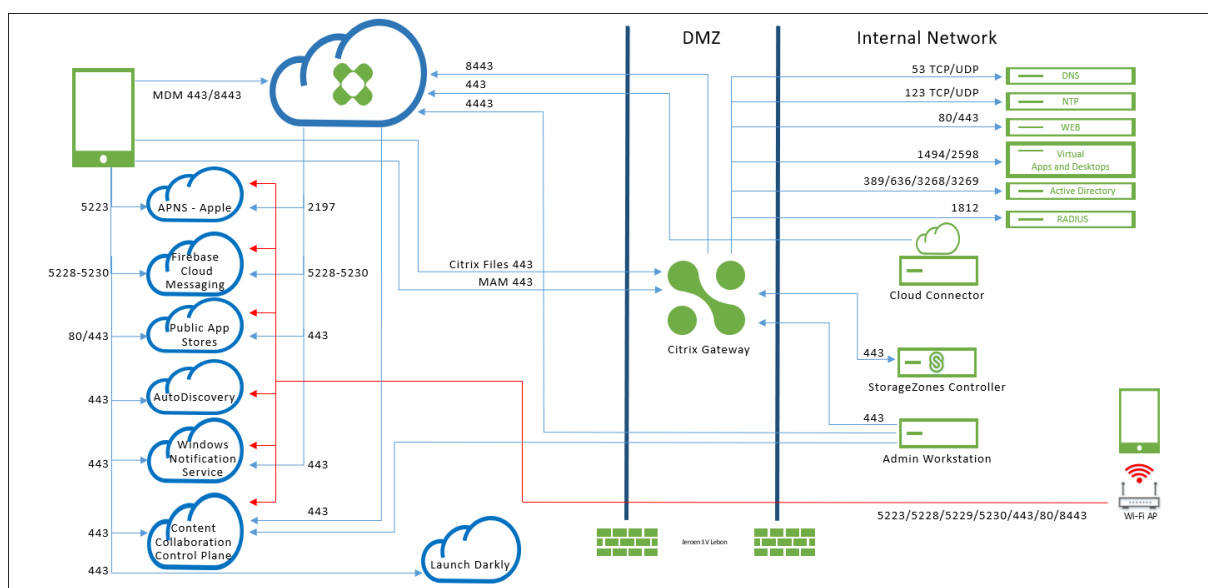 DMZ
Internal Network
MDM 443/8443
8443
443
4443
53 TCP/UDP
DNS
123 TCP/UDP
NTP
80/443
WEB
1494/2598
Virtual
Apps and Desktops
389/636/3268/3269
Active Directory
1812
RADIUS
5223
APNS - Apple
2197
Firebase
Cloud
Messaging
5228-5230
5228-5230
Citrix Files 443
MAM 443
Cloud Connector
80/443
Public App
Stores
443
Citrix Gateway
443
StorageZones Controller
443
AutoDiscovery
443
Admin Workstation
Windows
Notification
Service
443
443
443
Content
Collaboration
Control Plane
443
443
Launch Darkly
Jeroen J.V Lebon
5223/5228/5229/5230/443/80/8443
Wi-Fi AP